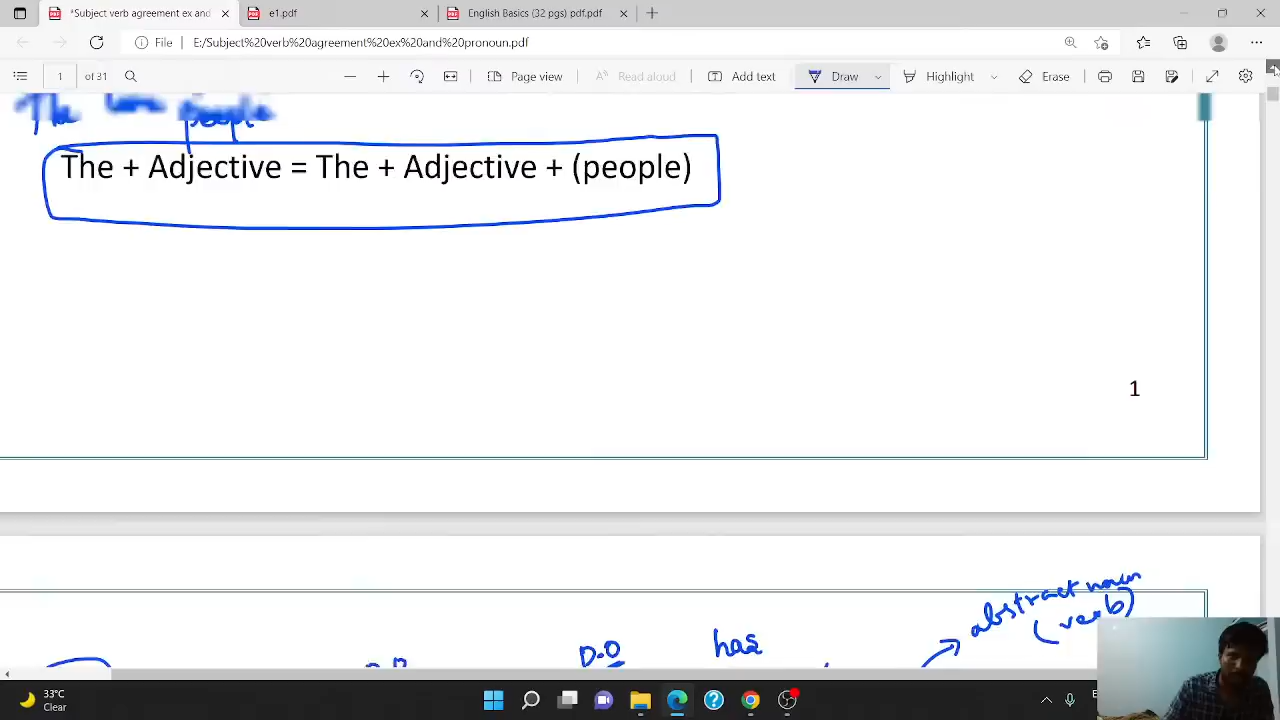 *Subject verb agreement ex and
e1.pdf
English Basics (32 pgs) pdf.pdf
File
E:/Subject%20verb%20agreement%20ex%20and%20pronoun.pdf
1 of 31
Page view
Read aloud
Add text
Draw
Highlight
Erase
The people
The + Adjective = The + Adjective + (people)
1
abstract noun
(verb)
has
D.O
D.O
33°C
Clear